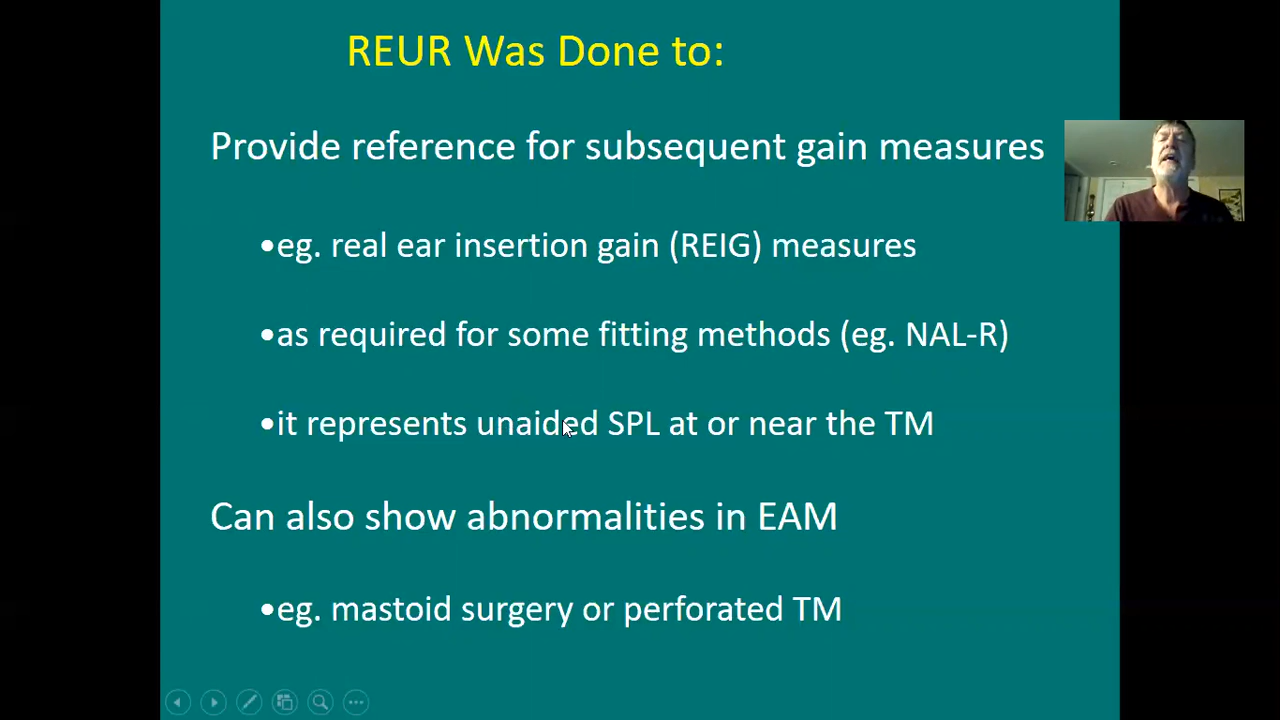 REUR Was Done to:
Provide reference for subsequent gain measures
•eg. real ear insertion gain (REIG) measures
•as required for some fitting methods (eg. NAL-R)
•it represents unaided SPL at or near the TM
Can also show abnormalities in EAM
•eg. mastoid surgery or perforated TM